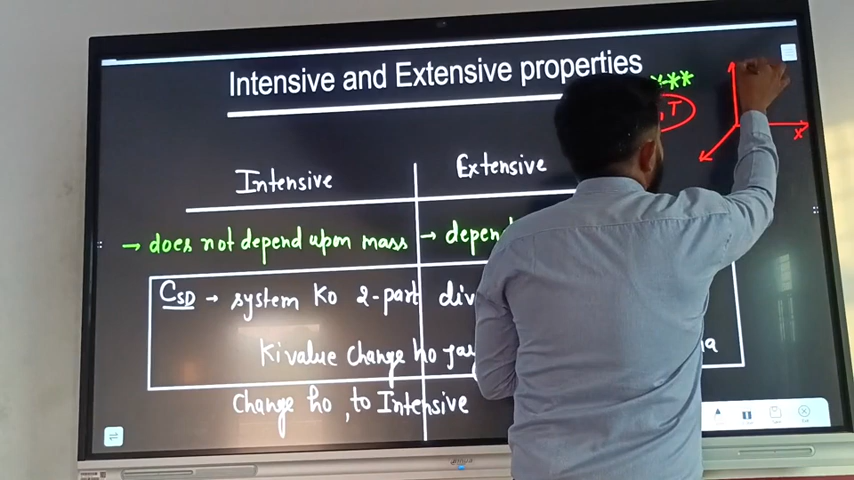 Intensive and Extensive properties
***
, T
x
Intensive
Extensive
→ does not depend upon mass
→ depen
CSD → system Ko 2-part div
Ki value change ho jay
Change ho, to Intensive